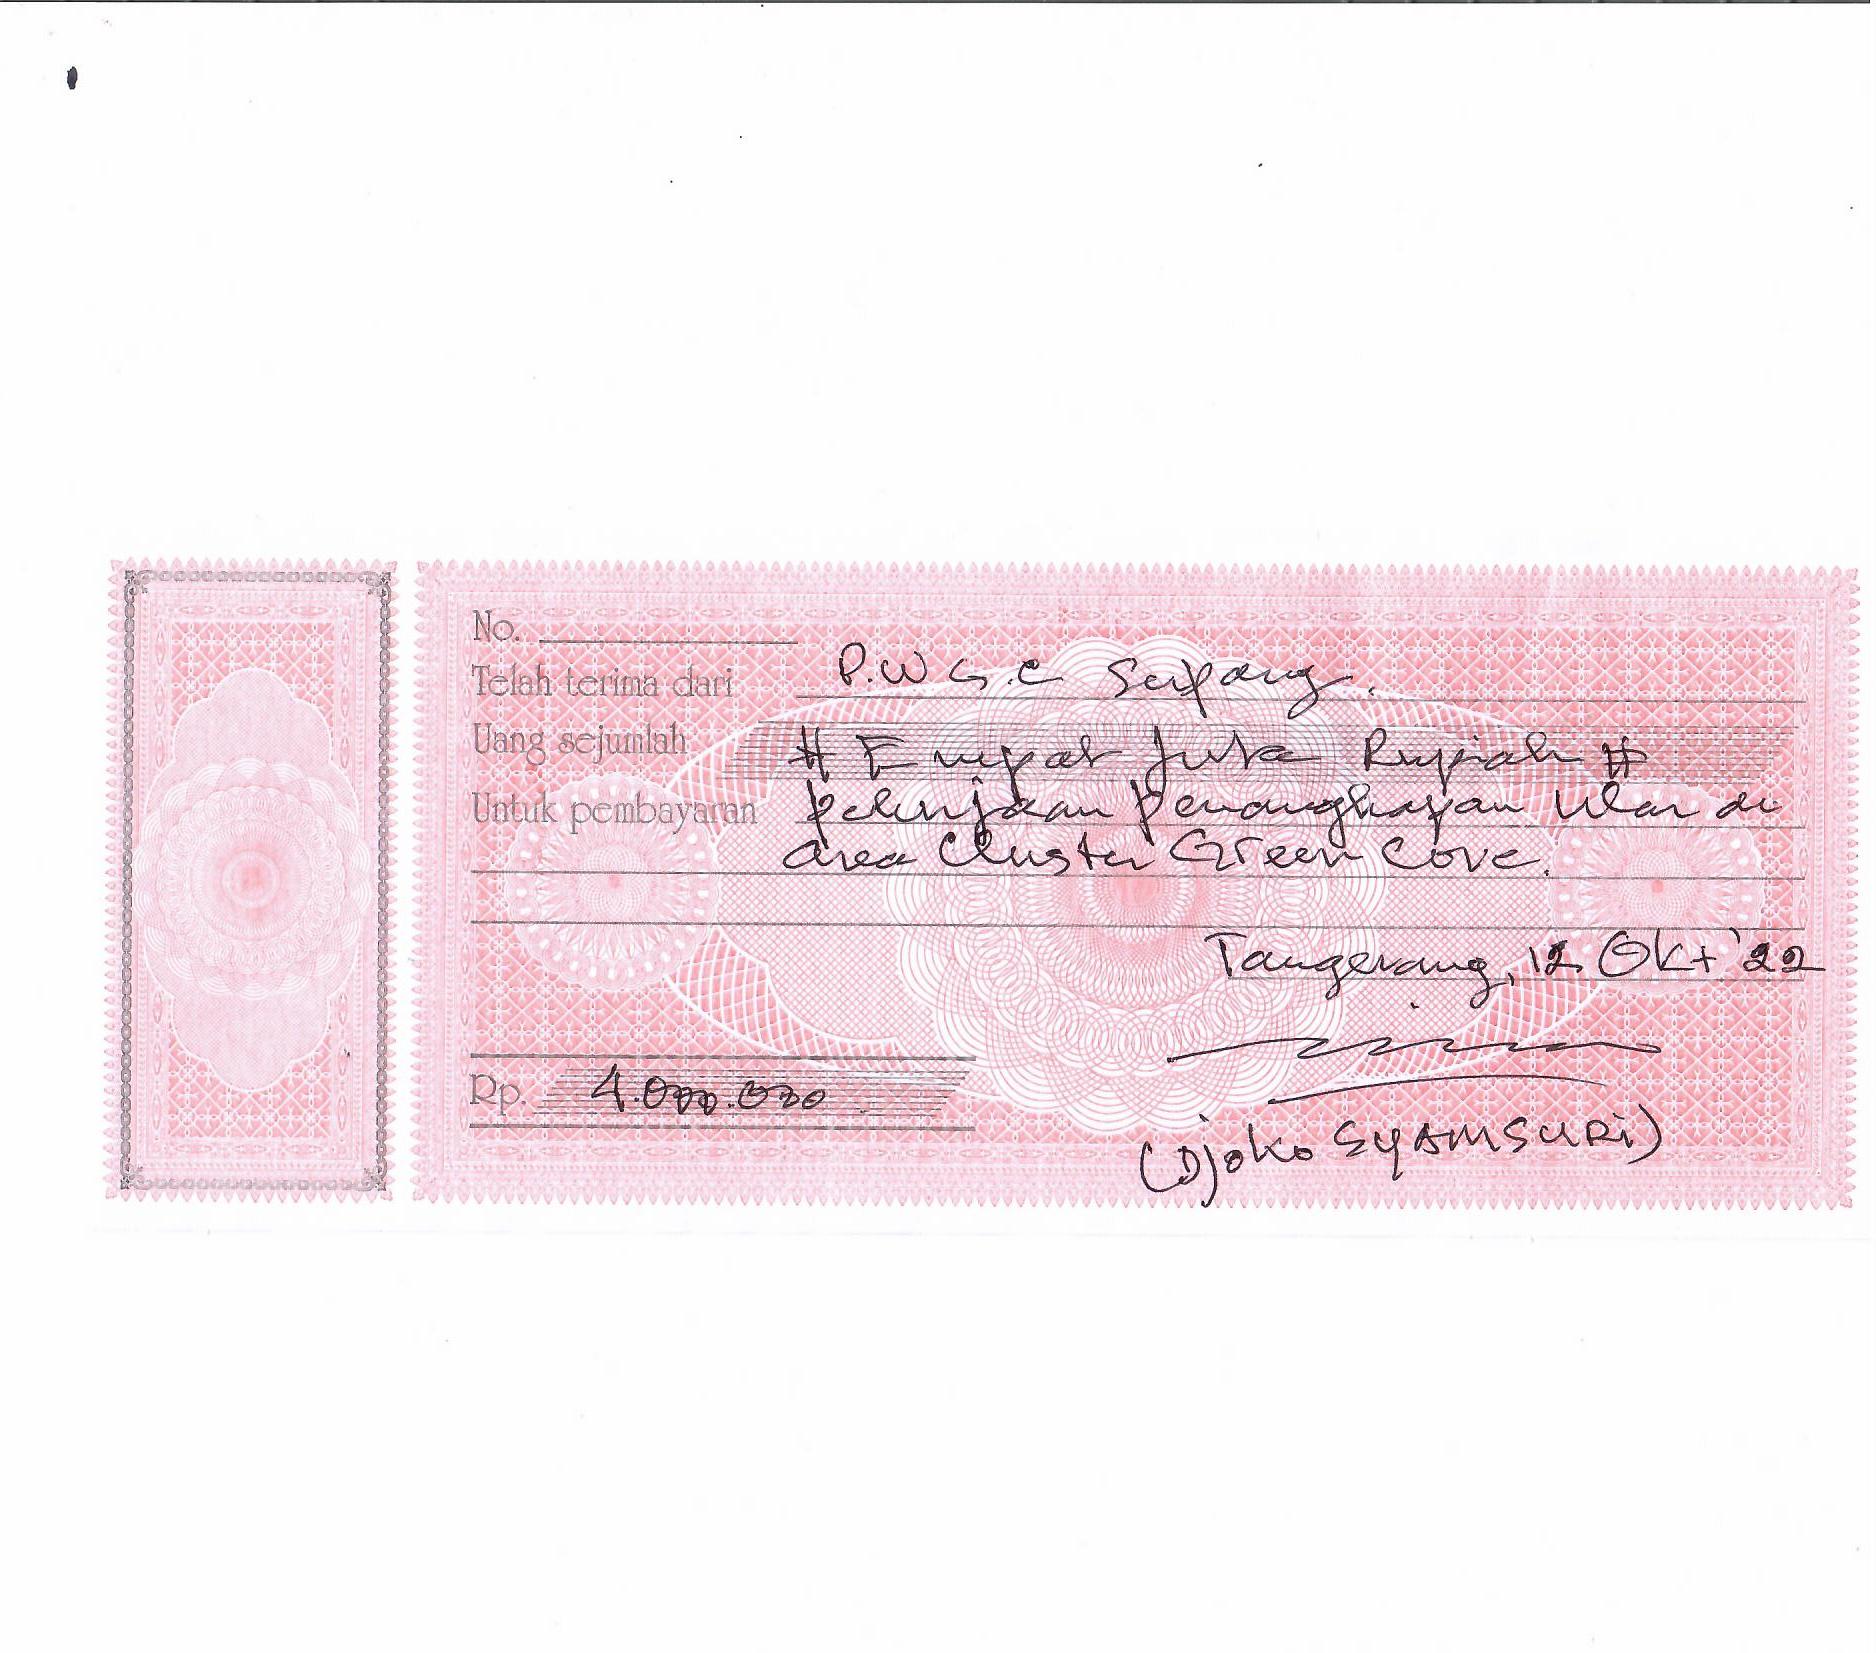 No.
Telah terima dari P.W G.C Serpong.
Uang sejumlah # Empat Juta Rupiah #
Untuk pembayaran pekerjaan penangkapan ular di
area Cluster Green Cove.
Tangerang, 12 Okt '22
Rp. 4.000.000
(Djoko SYAMSURI)